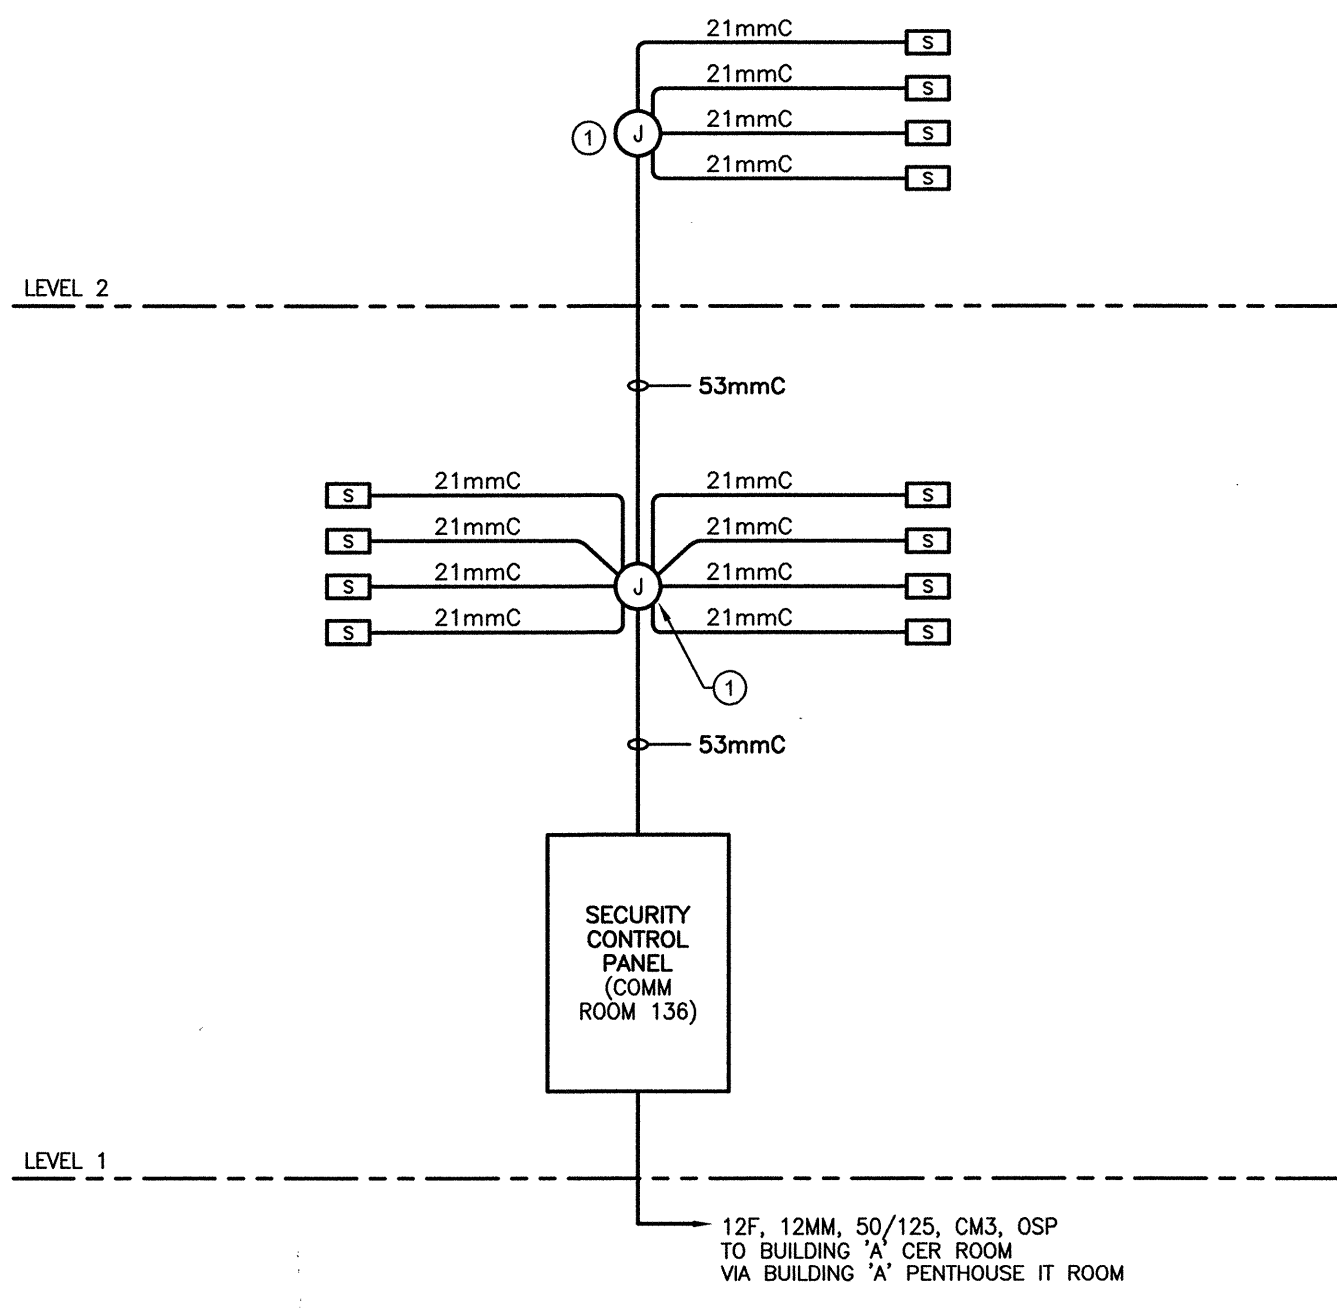 21mmC
S
21mmC
S
1
J
21mmC
S
21mmC
S
LEVEL 2
53mmC
S
21mmC
21mmC
S
S
21mmC
21mmC
S
S
21mmC
J
21mmC
S
S
21mmC
21mmC
S
1
53mmC
SECURITY
CONTROL
PANEL
(COMM
ROOM 136)
LEVEL 1
12F, 12MM, 50/125, CM3, OSP
TO BUILDING 'A' CER ROOM
VIA BUILDING 'A' PENTHOUSE IT ROOM